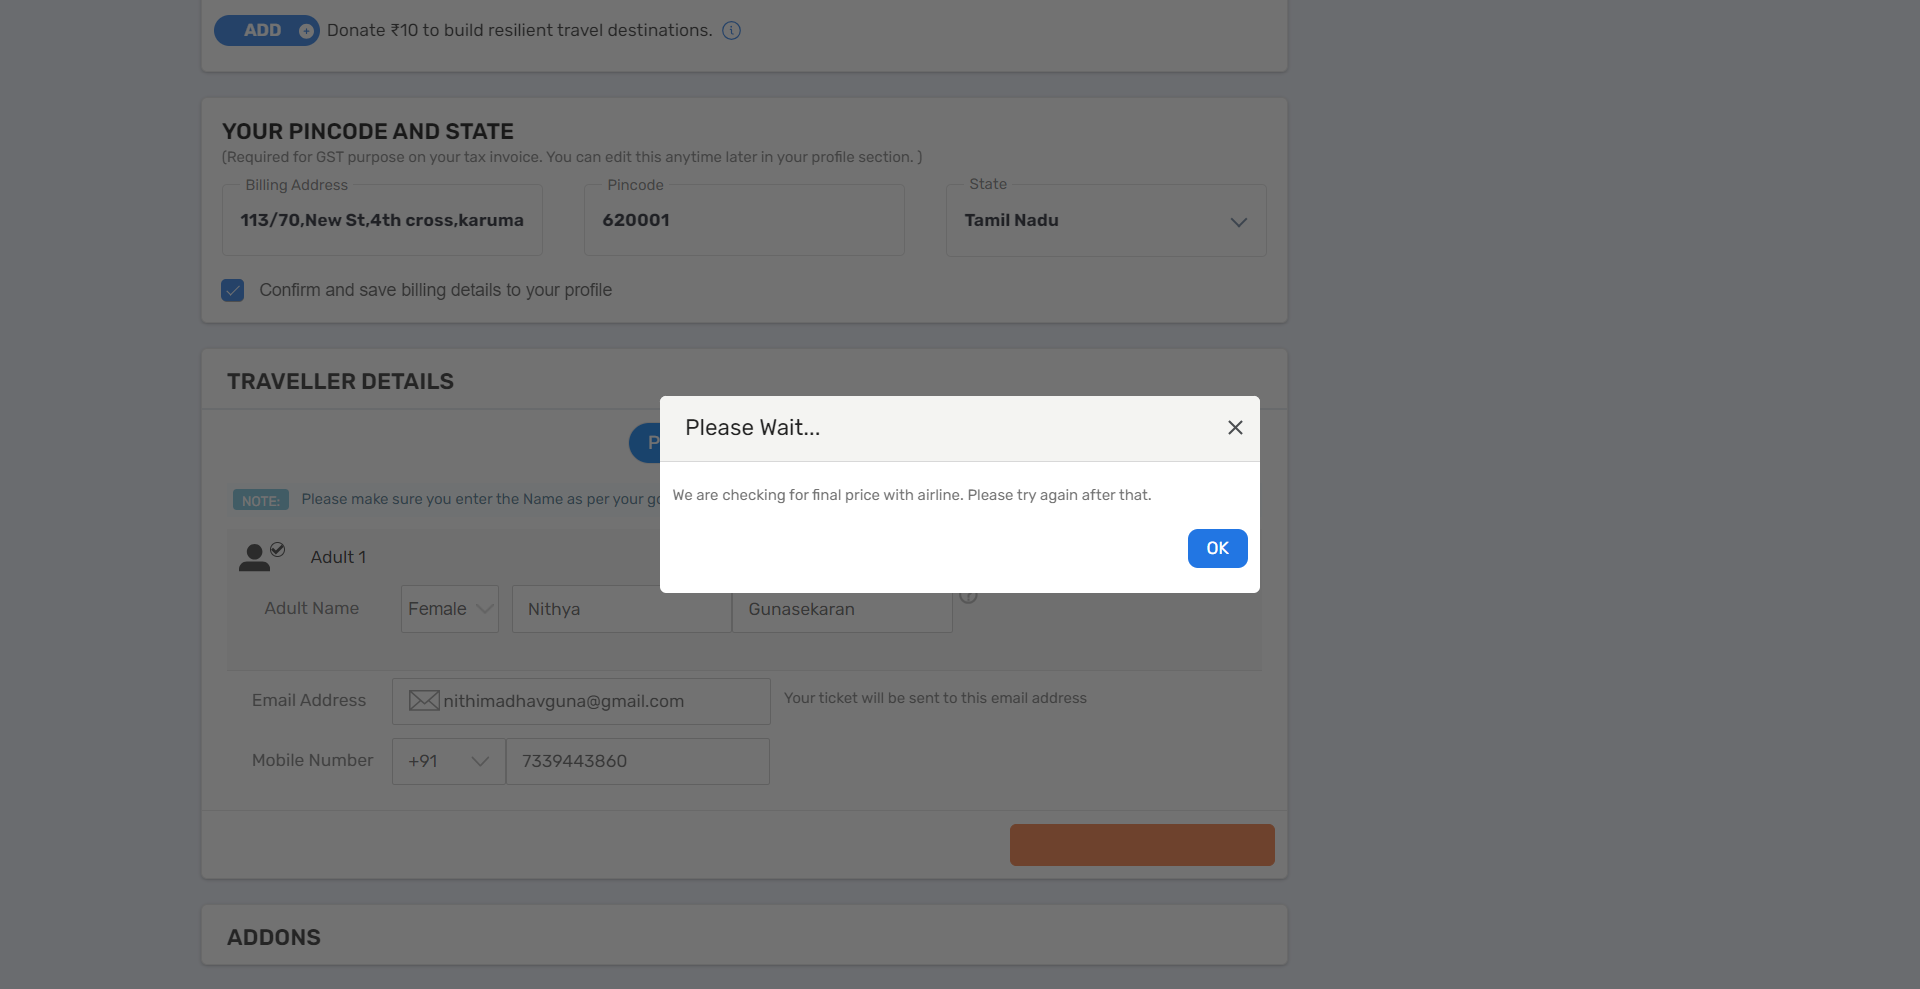 ADD Donate ₹10 to build resilient travel destinations.
YOUR PINCODE AND STATE
(Required for GST purpose on your tax invoice. You can edit this anytime later in your profile section. )
Billing Address Pincode State
113/70,New St,4th cross,karuma 620001 Tamil Nadu
Confirm and save billing details to your profile
TRAVELLER DETAILS
Please Wait...
P
NOTE: Please make sure you enter the Name as per your go
We are checking for final price with airline. Please try again after that.
OK
Adult 1
Adult Name Female Nithya Gunasekaran
Email Address nithimadhavguna@gmail.com Your ticket will be sent to this email address
Mobile Number +91 7339443860
ADDONS